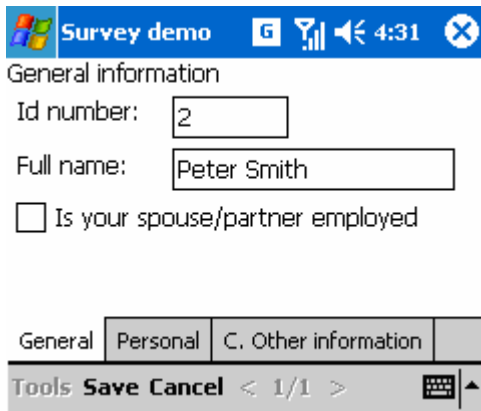 Survey demo G 4:31
General information
Id number: 2
Full name: Peter Smith
Is your spouse/partner employed
General Personal C. Other information
Tools Save Cancel < 1/1 >